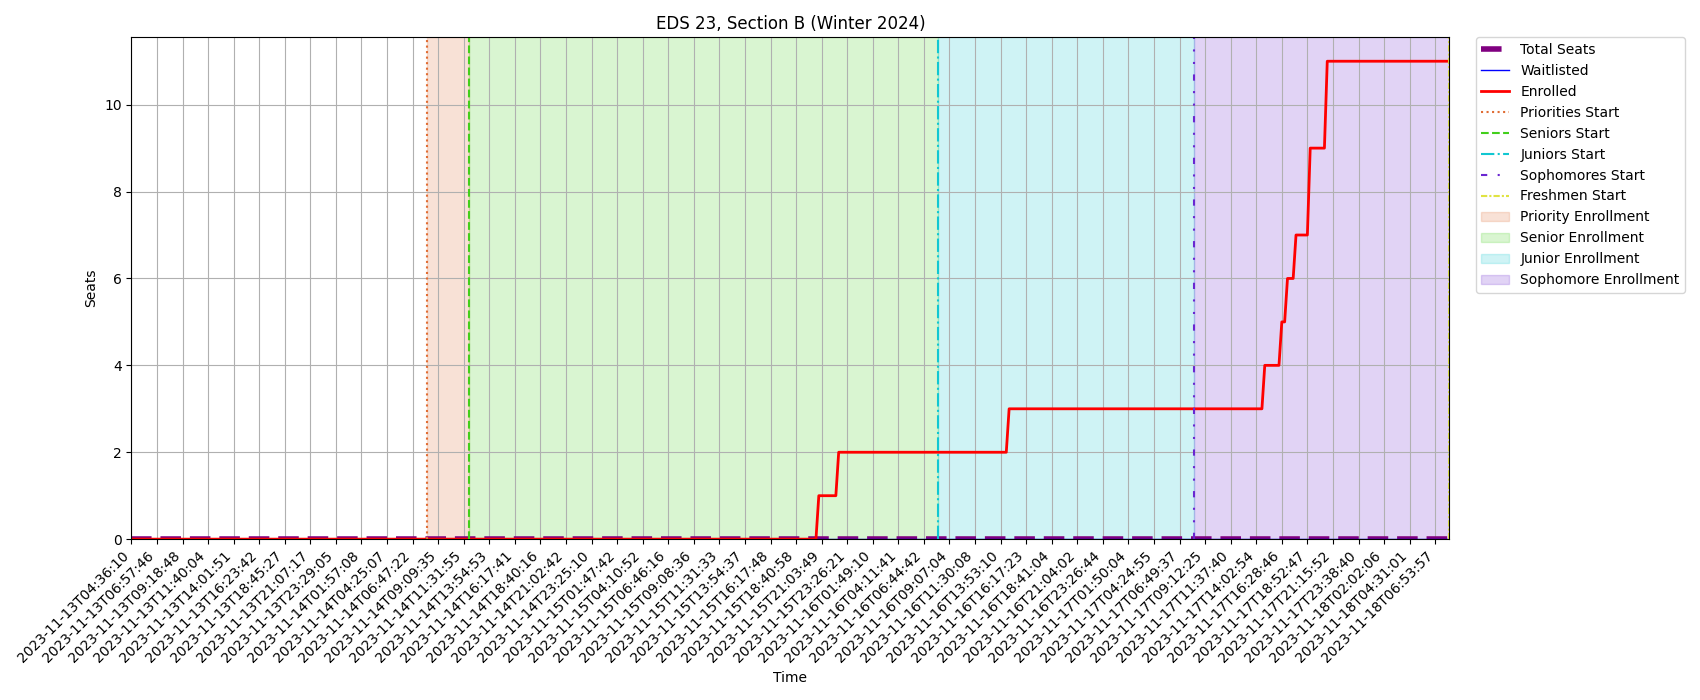 EDS 23, Section B (Winter 2024)
Total Seats
Waitlisted
Enrolled
Priorities Start
Seniors Start
Juniors Start
Sophomores Start
Freshmen Start
Priority Enrollment
Senior Enrollment
Junior Enrollment
Sophomore Enrollment
Seats
10
8
6
4
2
0
2023-11-13T04:36:10
2023-11-13T06:57:46
2023-11-13T09:18:48
2023-11-13T11:40:04
2023-11-13T14:01:51
2023-11-13T16:23:42
2023-11-13T18:45:27
2023-11-13T21:07:17
2023-11-13T23:29:05
2023-11-14T01:57:08
2023-11-14T04:25:07
2023-11-14T06:47:22
2023-11-14T09:09:35
2023-11-14T11:31:55
2023-11-14T13:54:53
2023-11-14T16:17:41
2023-11-14T18:40:16
2023-11-14T21:02:42
2023-11-14T23:25:10
2023-11-15T01:47:42
2023-11-15T04:10:52
2023-11-15T06:46:16
2023-11-15T09:08:36
2023-11-15T11:31:33
2023-11-15T13:54:37
2023-11-15T16:17:48
2023-11-15T18:40:58
2023-11-15T21:03:49
2023-11-15T23:26:21
2023-11-16T01:49:10
2023-11-16T04:11:41
2023-11-16T06:44:42
2023-11-16T09:07:04
2023-11-16T11:30:08
2023-11-16T13:53:10
2023-11-16T16:17:23
2023-11-16T18:41:04
2023-11-16T21:04:02
2023-11-16T23:26:44
2023-11-17T01:50:04
2023-11-17T04:24:55
2023-11-17T06:49:37
2023-11-17T09:12:25
2023-11-17T11:37:40
2023-11-17T14:02:54
2023-11-17T16:28:46
2023-11-17T18:52:47
2023-11-17T21:15:52
2023-11-17T23:38:40
2023-11-18T02:02:06
2023-11-18T04:31:01
2023-11-18T06:53:57
Time